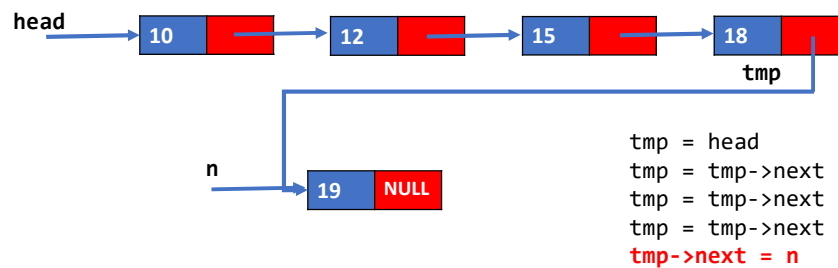 head
10
12
15
18
tmp
n
19 NULL
tmp = head
tmp = tmp->next
tmp = tmp->next
tmp = tmp->next
tmp->next = n